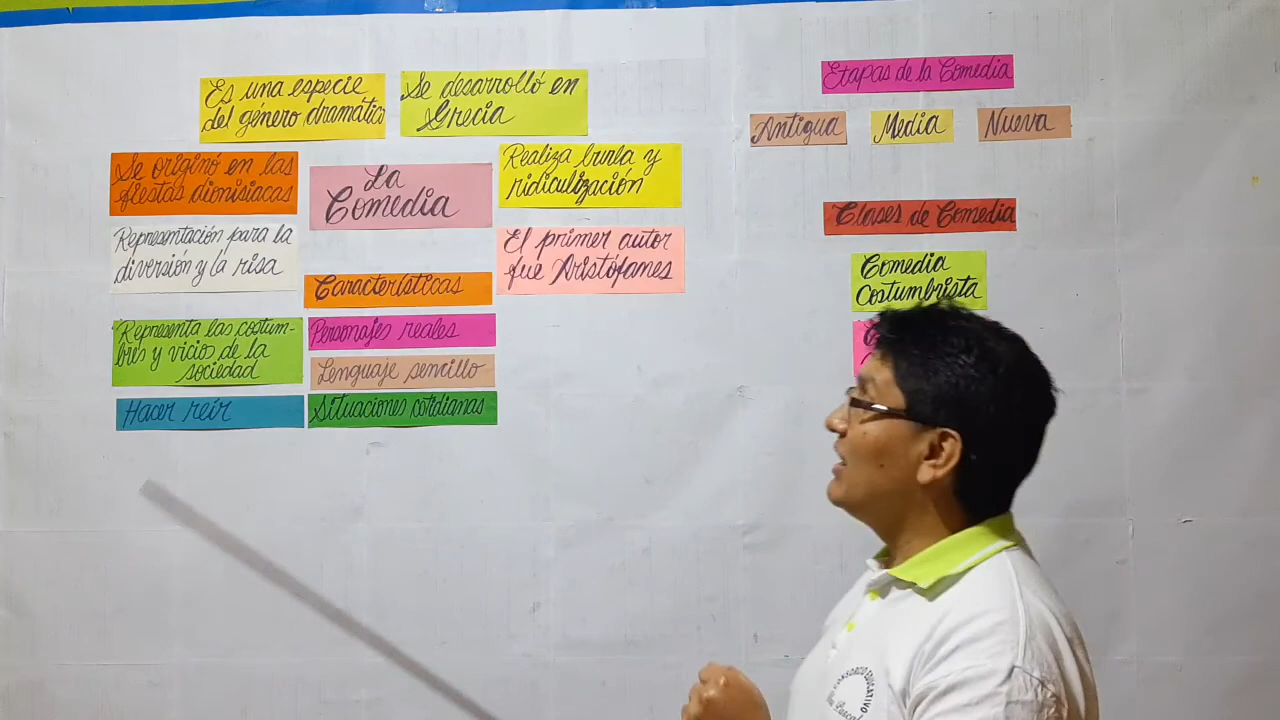 Es una especie
del género dramático
Se desarrolló en
Grecia
Se originó en las
fiestas dionisiacas
La
Comedia
Realiza burla y
ridiculización
Representación para la
diversión y la risa
El primer autor
fue Aristófanes
Características
Representa las costum-
bres y vicios de la
sociedad
Personajes reales
Lenguaje sencillo
Hacer reír
Situaciones cotidianas
Etapas de la Comedia
Antigua
Media
Nueva
Clases de Comedia
Comedia
Costumbrista
EDUCATIVO